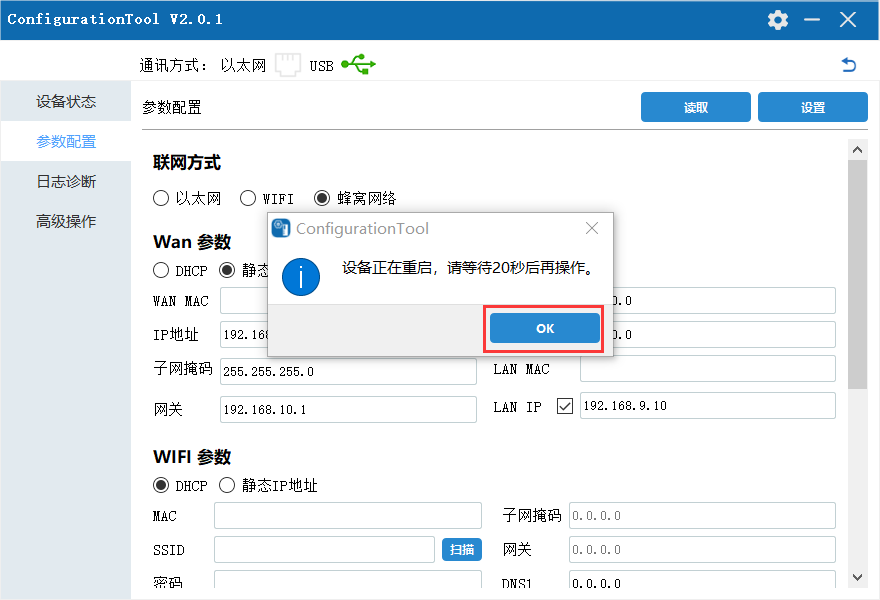 ConfigurationTool V2.0.1
通讯方式： 以太网 USB
设备状态
参数配置
日志诊断
高级操作
参数配置 读取 设置
联网方式
以太网 WIFI 蜂窝网络
ConfigurationTool
设备正在重启，请等待20秒后再操作。
OK
Wan 参数
DHCP 静态
WAN MAC .0
IP地址 192.168 .0
子网掩码 255.255.255.0 LAN MAC
网关 192.168.10.1 LAN IP 192.168.9.10
WIFI 参数
DHCP 静态IP地址
MAC 子网掩码 0.0.0.0
SSID 扫描 网关 0.0.0.0
密码 DNS1 0.0.0.0